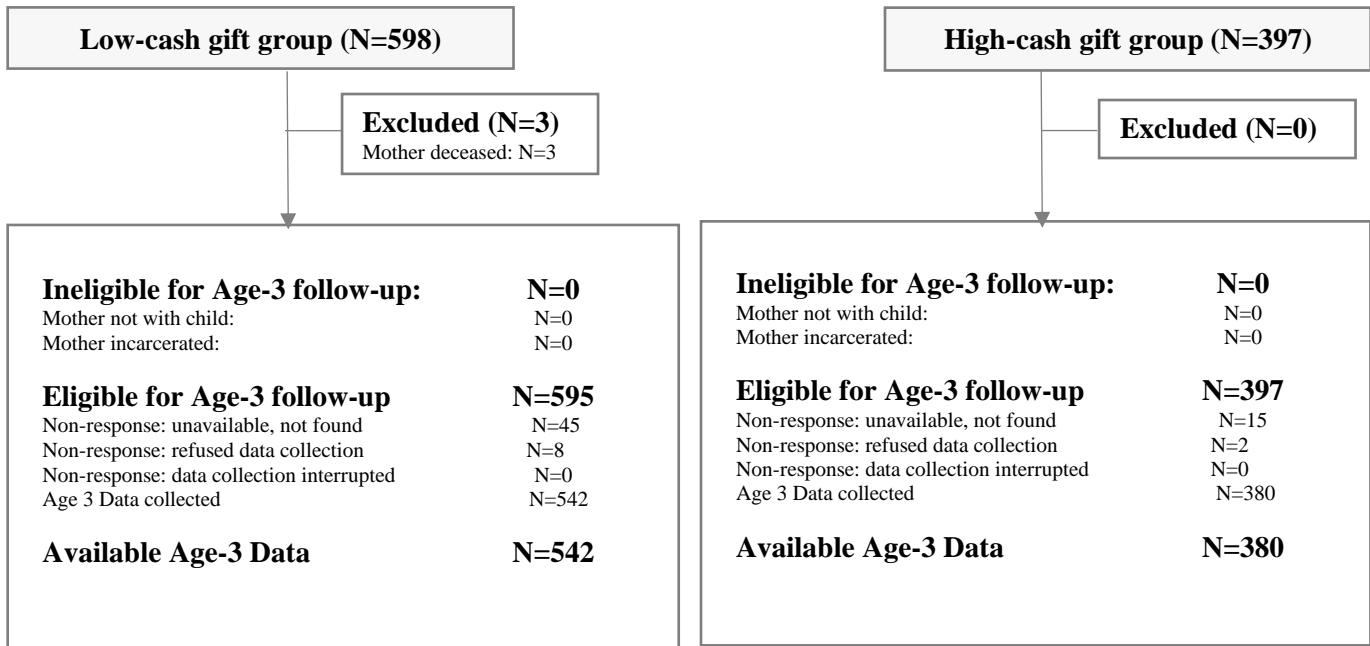 Low-cash gift group (N=598)
Excluded (N=3)
Mother deceased: N=3
Ineligible for Age-3 follow-up: N=0
Mother not with child: N=0
Mother incarcerated: N=0
Eligible for Age-3 follow-up N=595
Non-response: unavailable, not found N=45
Non-response: refused data collection N=8
Non-response: data collection interrupted N=0
Age 3 Data collected N=542
Available Age-3 Data N=542
High-cash gift group (N=397)
Excluded (N=0)
Ineligible for Age-3 follow-up: N=0
Mother not with child: N=0
Mother incarcerated: N=0
Eligible for Age-3 follow-up N=397
Non-response: unavailable, not found N=15
Non-response: refused data collection N=2
Non-response: data collection interrupted N=0
Age 3 Data collected N=380
Available Age-3 Data N=380